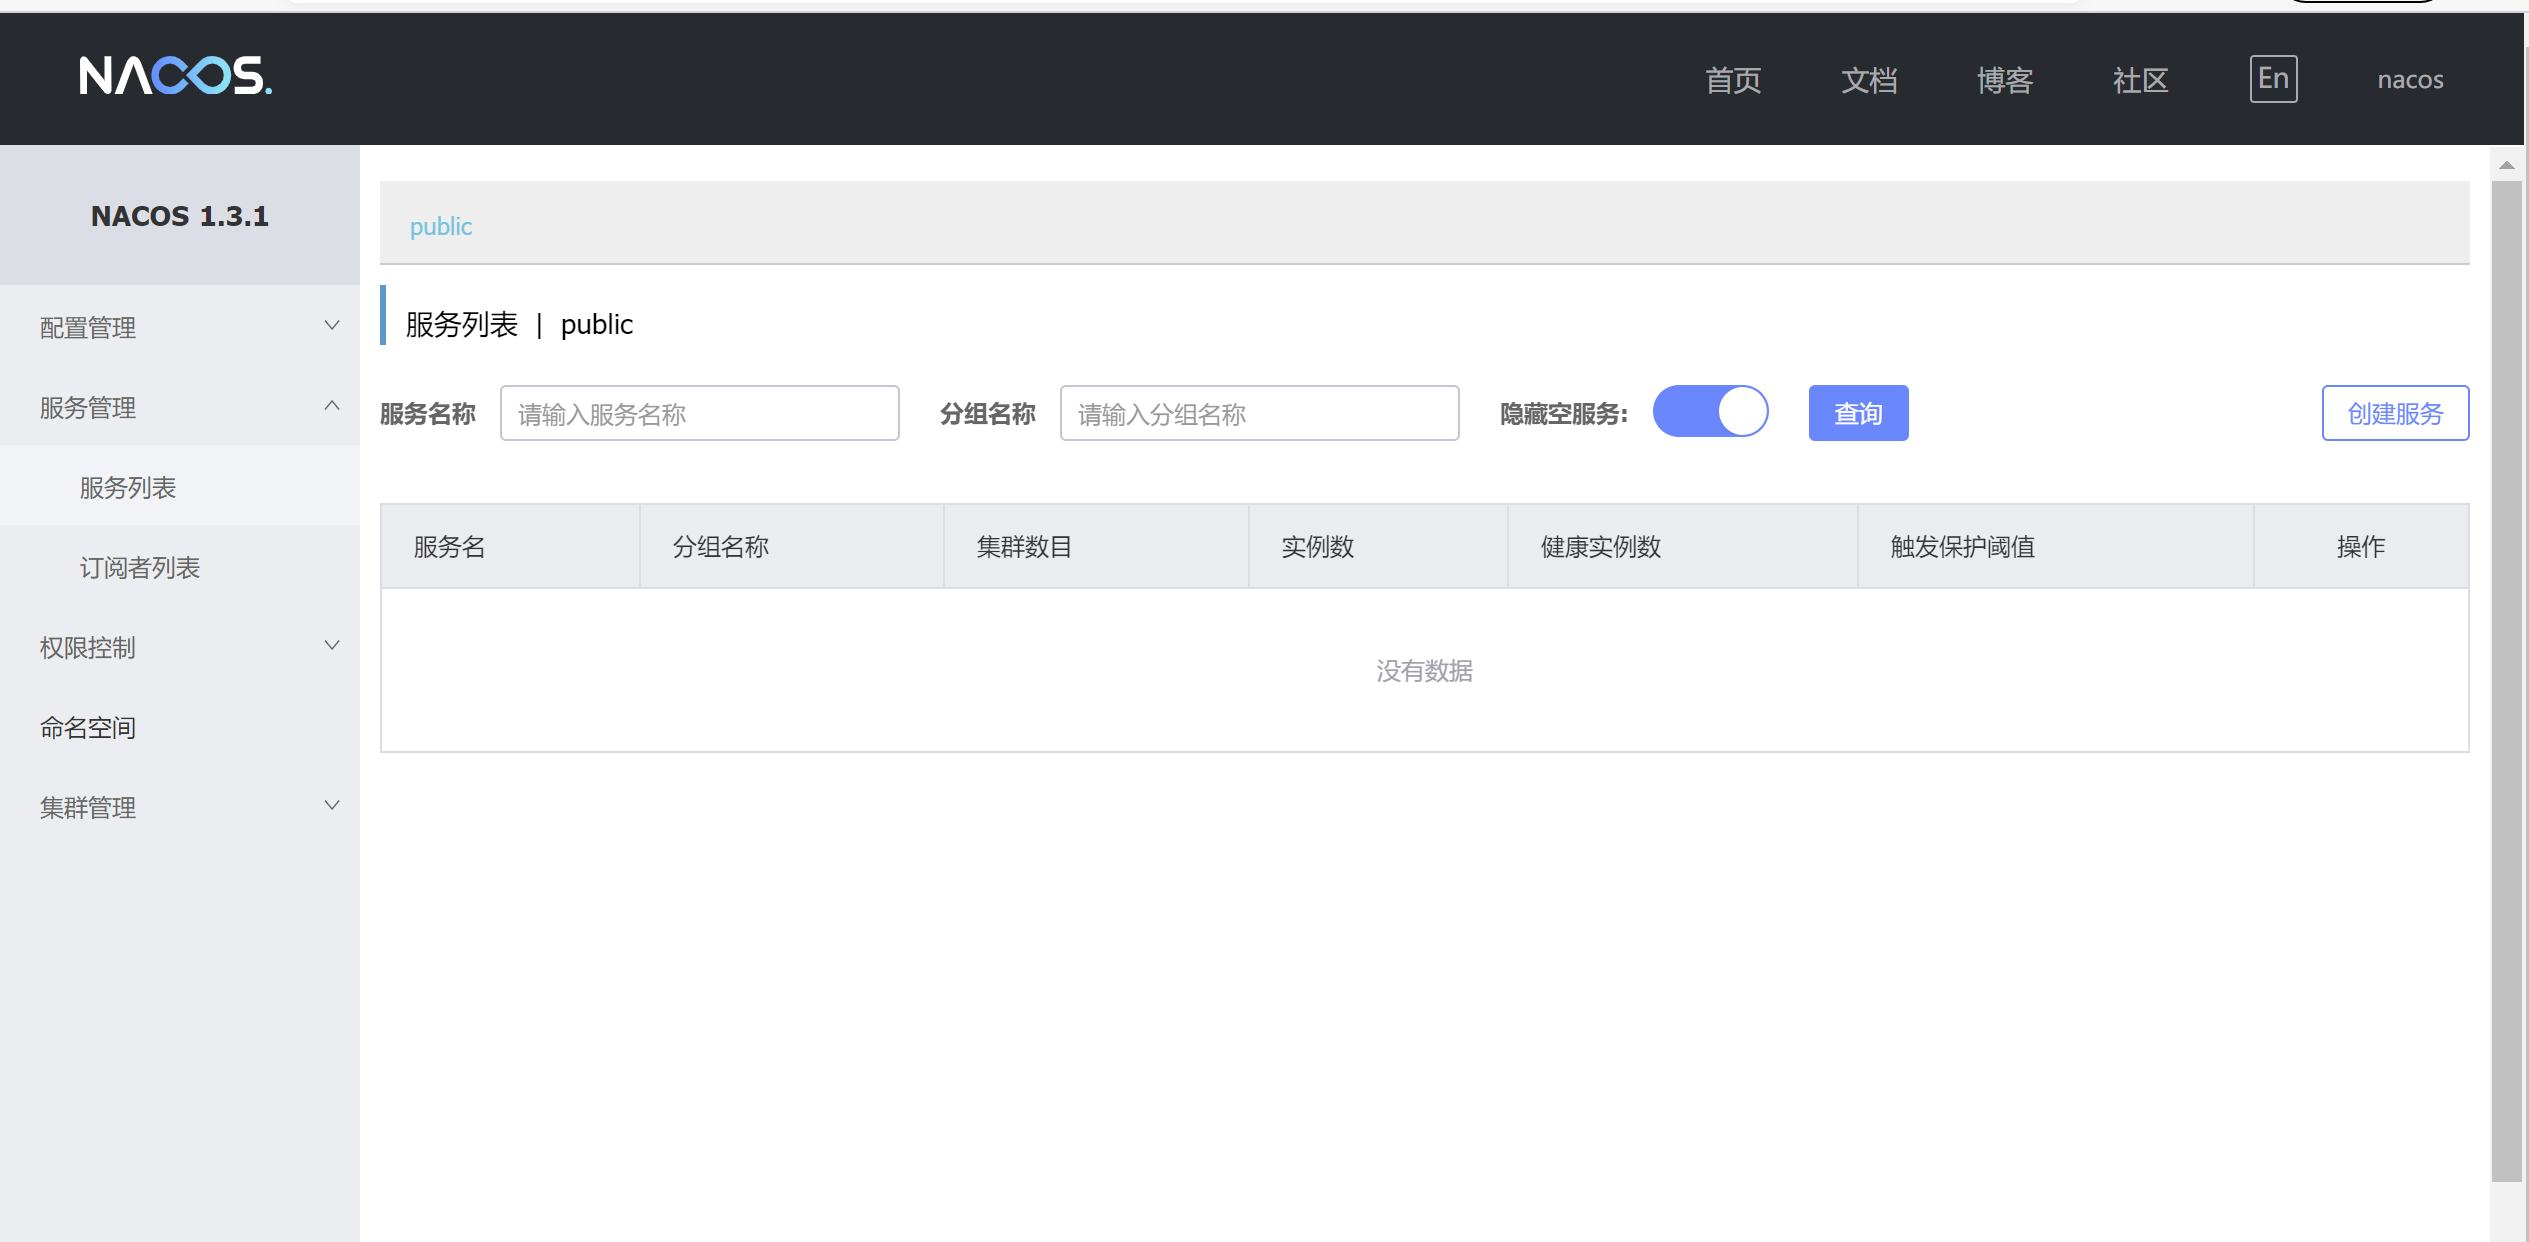 NACOS.
首页 文档 博客 社区 En nacos
NACOS 1.3.1
配置管理
服务管理
服务列表
订阅者列表
权限控制
命名空间
集群管理
public
服务列表 | public
服务名称 请输入服务名称 分组名称 请输入分组名称 隐藏空服务: 查询 创建服务
服务名 分组名称 集群数目 实例数 健康实例数 触发保护阈值 操作
没有数据